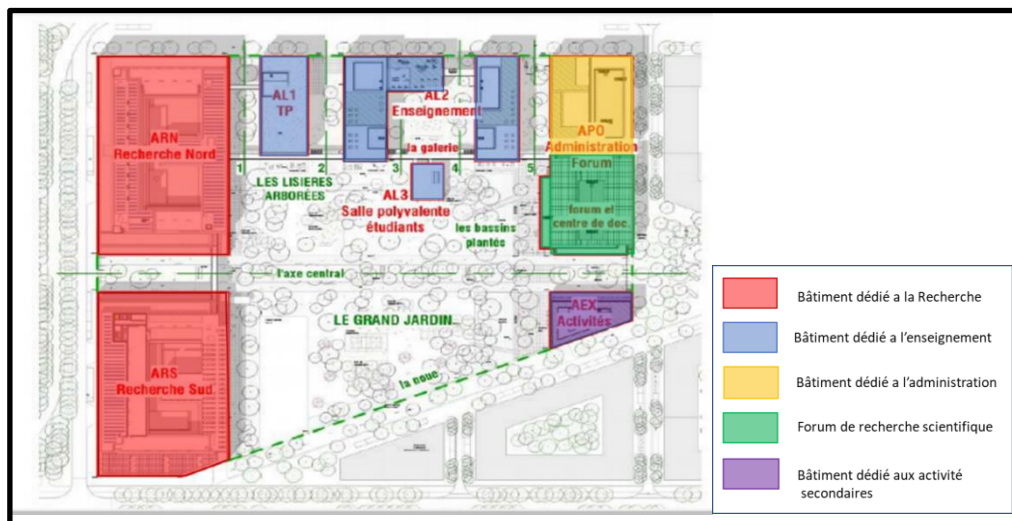 ARN
Recherche Nord
AL1
TP
AL2
Enseignement
la galerie
APO
Administration
Forum
1
2
3
4
5
LES LISIERES
ARBORÉES
AL3
Salle polyvalente
étudiants
les bassins
plantés
forum et
centre de doc.
l'axe central
ARS
Recherche Sud
LE GRAND JARDIN
la noue
AEX
Activités
Bâtiment dédié a la Recherche
Bâtiment dédié a l'enseignement
Bâtiment dédié a l'administration
Forum de recherche scientifique
Bâtiment dédié aux activité
secondaires